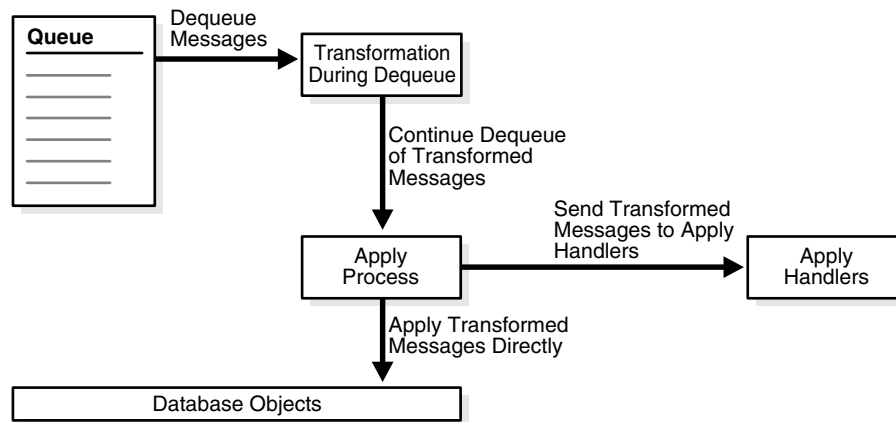 Queue
Dequeue
Messages
Transformation
During Dequeue
Continue Dequeue
of Transformed
Messages
Send Transformed
Messages to Apply
Handlers
Apply
Process
Apply
Handlers
Apply Transformed
Messages Directly
Database Objects